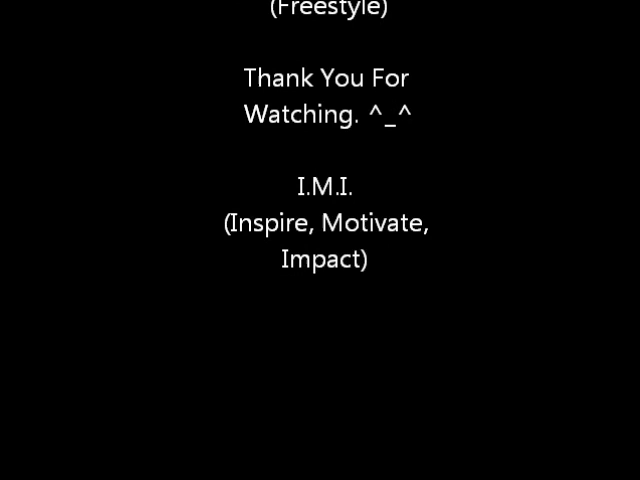 (Freestyle)
Thank You For
Watching. ^_^
I.M.I.
(Inspire, Motivate,
Impact)